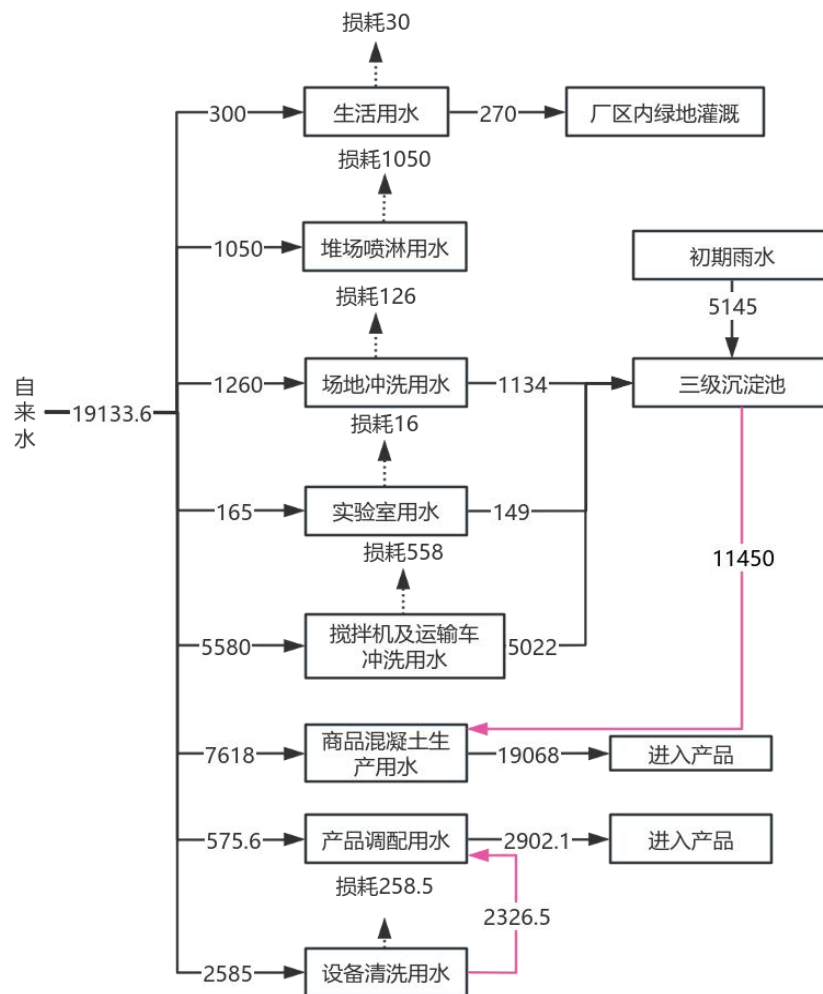 损耗30
300
生活用水
270
厂区内绿地灌溉
损耗1050
1050
堆场喷淋用水
初期雨水
5145
损耗126
1260
场地冲洗用水
1134
三级沉淀池
自
来
水
19133.6
损耗16
165
实验室用水
149
11450
损耗558
5580
搅拌机及运输车
冲洗用水
5022
7618
商品混凝土生
产用水
19068
进入产品
575.6
产品调配用水
2902.1
进入产品
损耗258.5
2326.5
2585
设备清洗用水